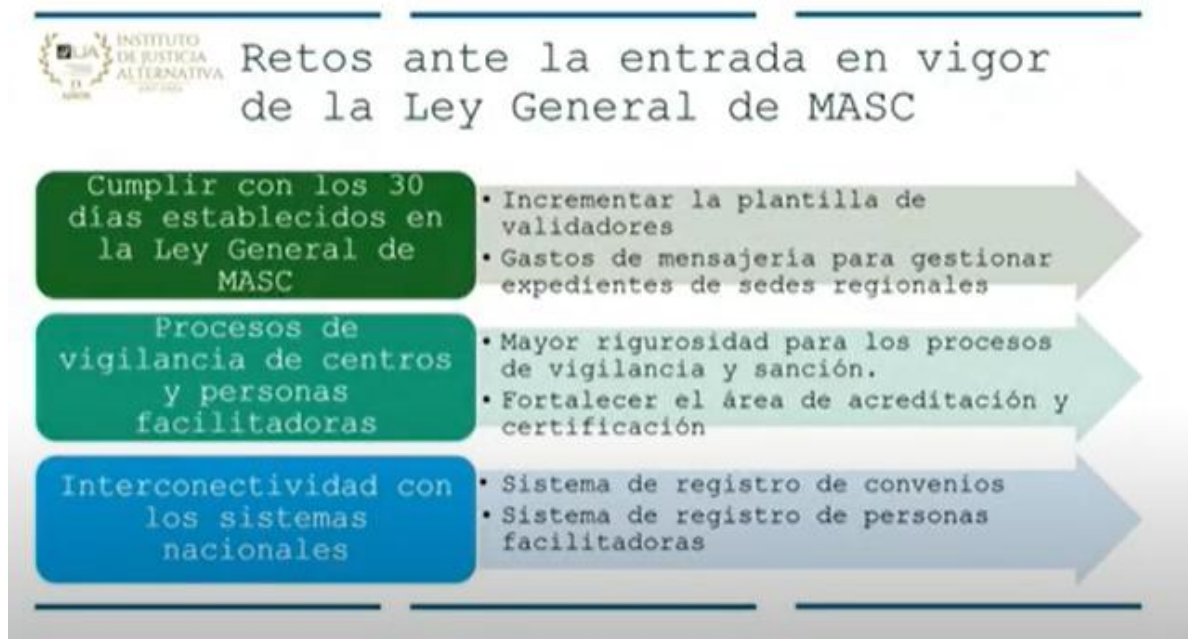 INSTITUTO
DE JUSTICIA
ALTERNATIVA
Retos ante la entrada en vigor
de la Ley General de MASC
Cumplir con los 30
días establecidos en
la Ley General de
MASC
• Incrementar la plantilla de
validadores
• Gastos de mensajería para gestionar
expedientes de sedes regionales
Procesos de
vigilancia de centros
y personas
facilitadoras
• Mayor rigurosidad para los procesos
de vigilancia y sanción.
• Fortalecer el área de acreditación y
certificación
Interconectividad con
los sistemas
nacionales
• Sistema de registro de convenios
• Sistema de registro de personas
facilitadoras